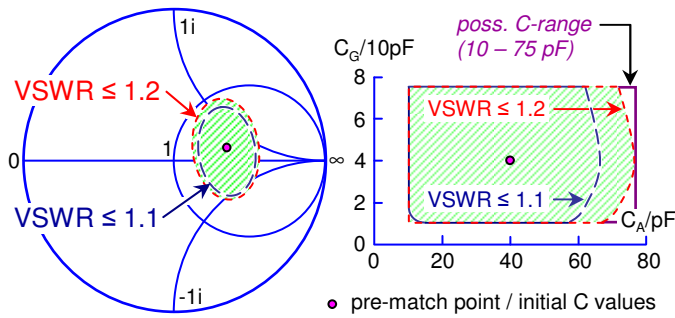 1i
VSWR ≤ 1.2
0
1
∞
VSWR ≤ 1.1
-1i
poss. C-range
(10 – 75 pF)
C_G/10pF
8
6
4
2
0
VSWR ≤ 1.2
VSWR ≤ 1.1
C_A/pF
0
20
40
60
80
pre-match point / initial C values